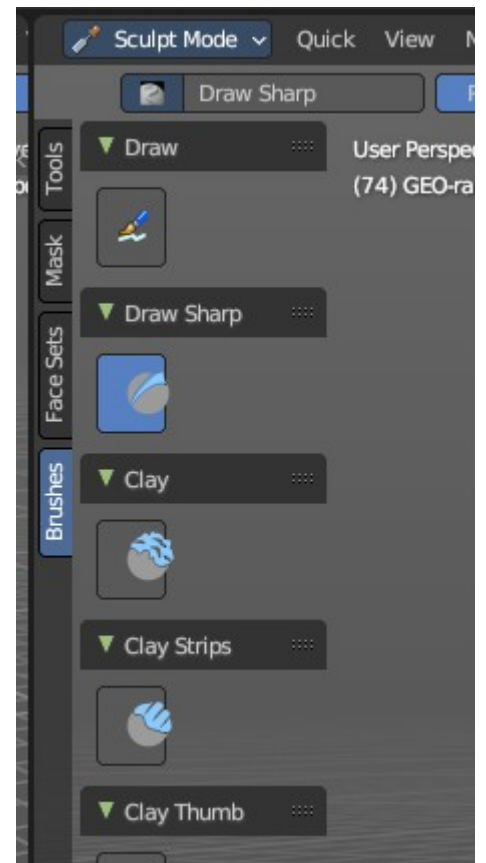 Sculpt Mode Quick View
Draw Sharp
Tools
Mask
Face Sets
Brushes
Draw
User
(74) GEO-ra
Draw Sharp
Clay
Clay Strips
Clay Thumb